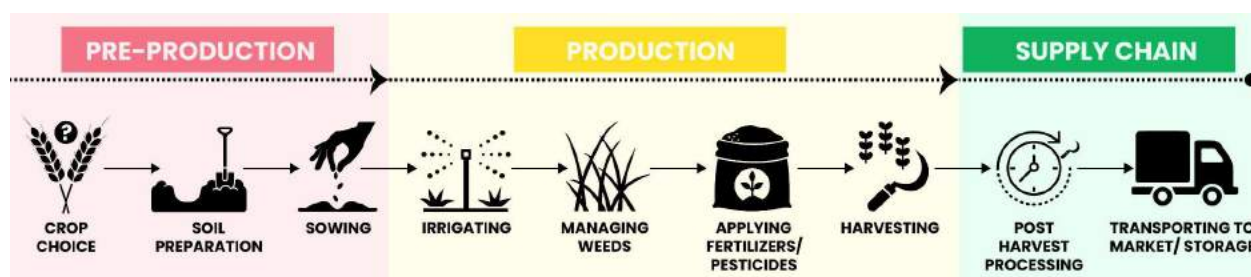 PRE-PRODUCTION
PRODUCTION
SUPPLY CHAIN
?
CROP
CHOICE
SOIL
PREPARATION
SOWING
IRRIGATING
MANAGING
WEEDS
APPLYING
FERTILIZERS/
PESTICIDES
HARVESTING
POST
HARVEST
PROCESSING
TRANSPORTING TO
MARKET/ STORAGE